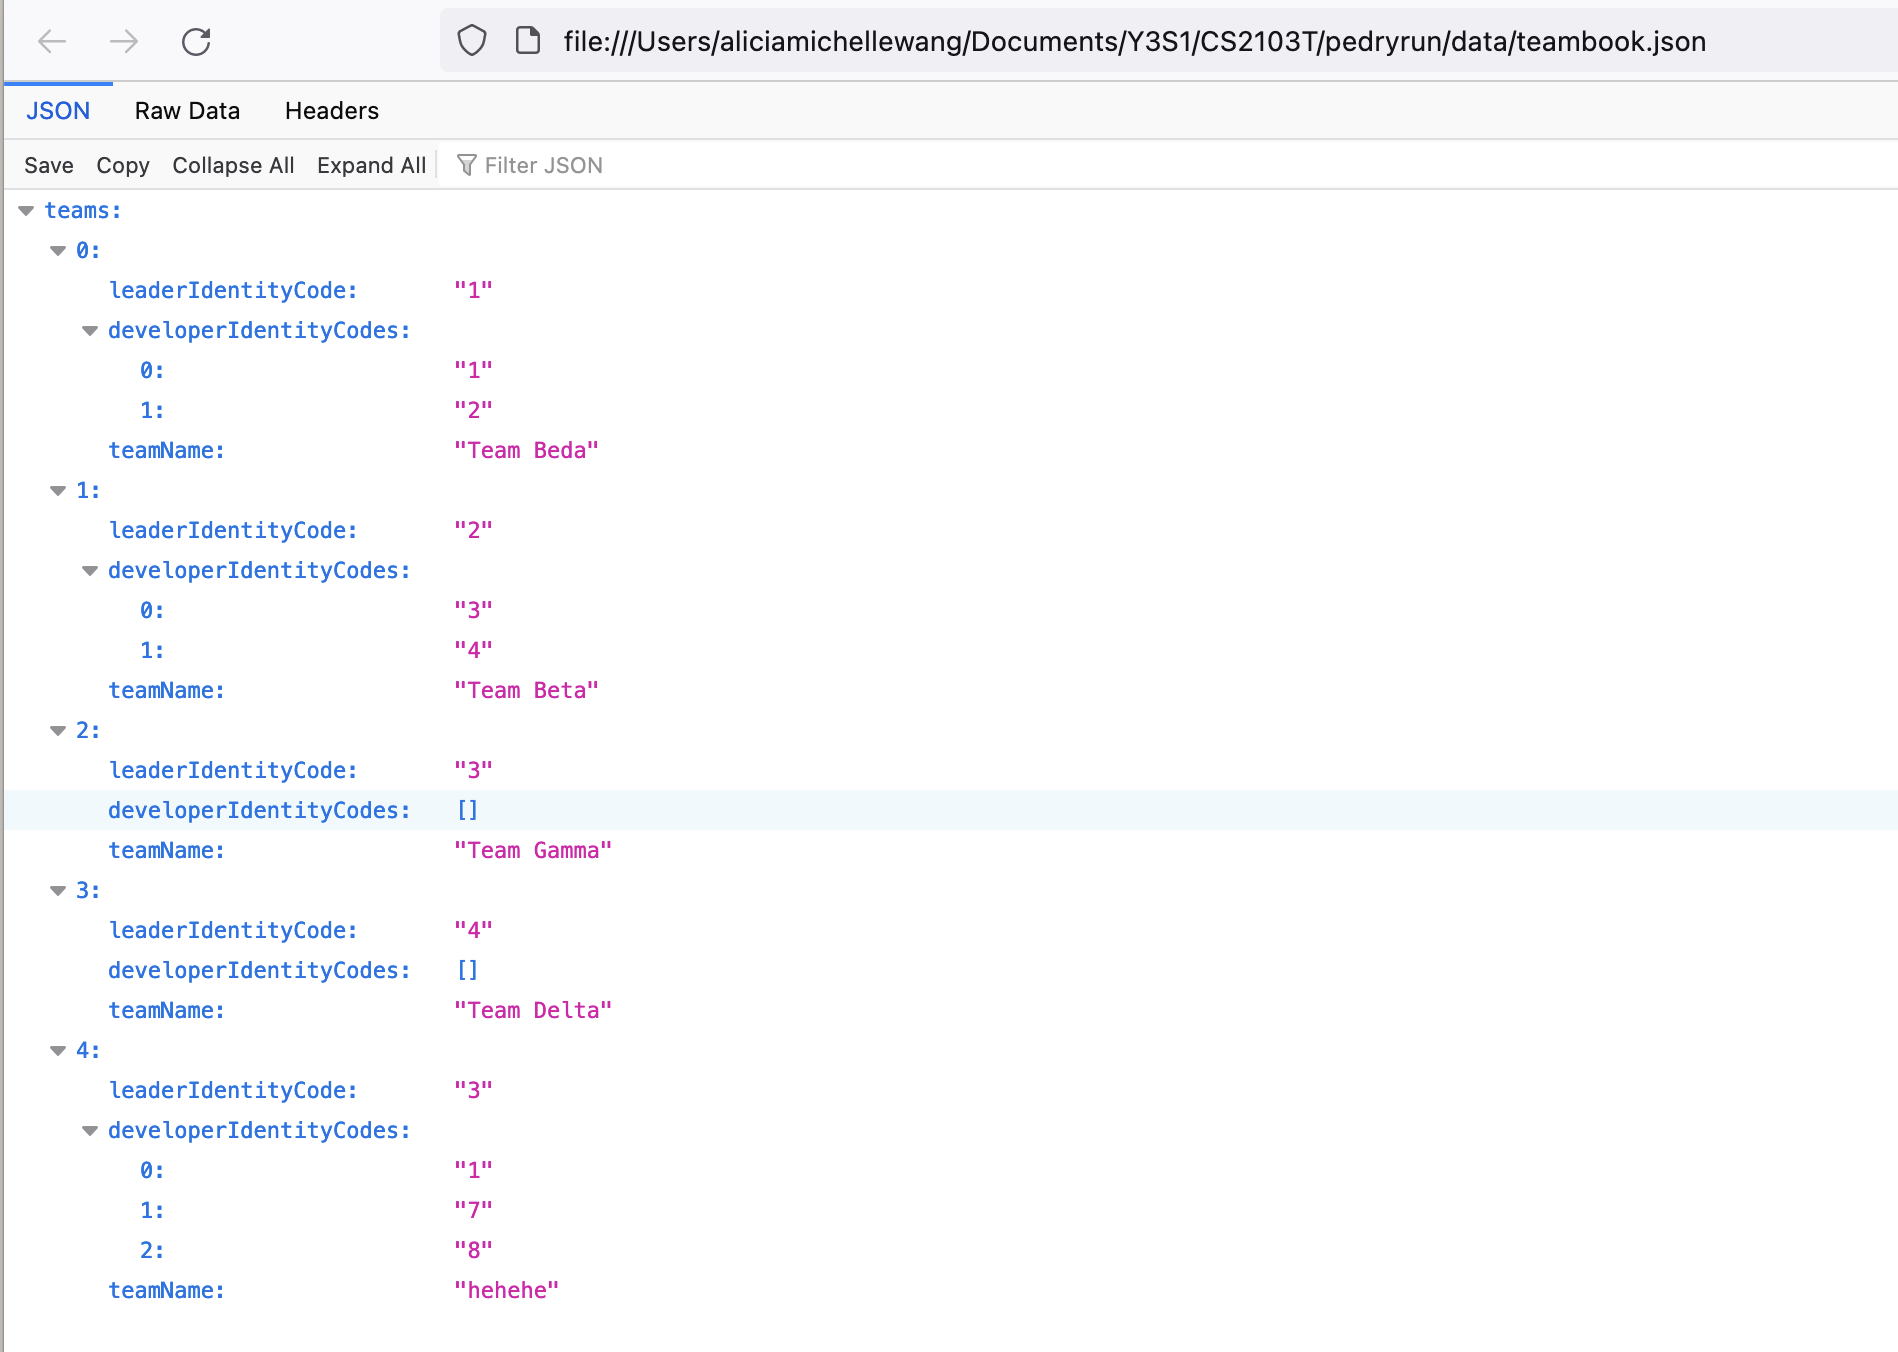 file:///Users/aliciamichellewang/Documents/Y3S1/CS2103T/pedryrun/data/teambook.json
JSON Raw Data Headers
Save Copy Collapse All Expand All Filter JSON
teams:
0:
leaderIdentityCode: "1"
developerIdentityCodes:
0: "1"
1: "2"
teamName: "Team Beda"
1:
leaderIdentityCode: "2"
developerIdentityCodes:
0: "3"
1: "4"
teamName: "Team Beta"
2:
leaderIdentityCode: "3"
developerIdentityCodes: []
teamName: "Team Gamma"
3:
leaderIdentityCode: "4"
developerIdentityCodes: []
teamName: "Team Delta"
4:
leaderIdentityCode: "3"
developerIdentityCodes:
0: "1"
1: "7"
2: "8"
teamName: "hehehe"